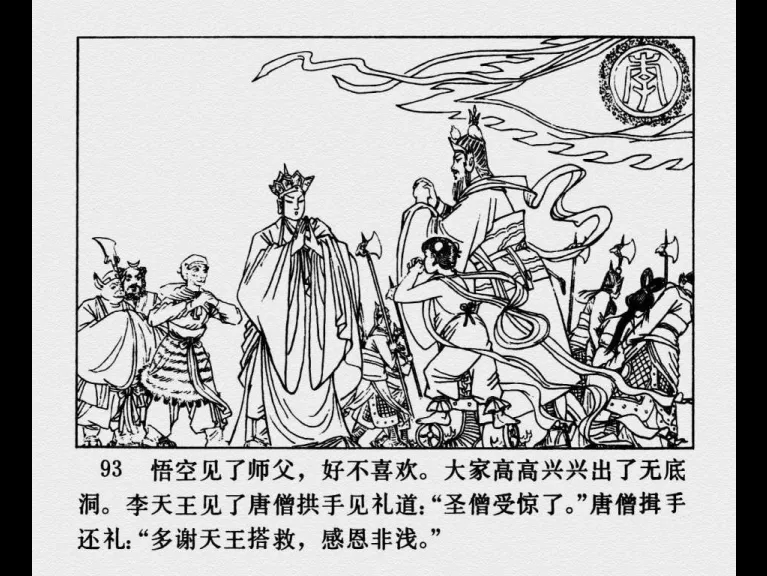 李
93 悟空见了师父，好不喜欢。大家高高兴兴出了无底
洞。李天王见了唐僧拱手见礼道：“圣僧受惊了。”唐僧揖手
还礼：“多谢天王搭救，感恩非浅。”